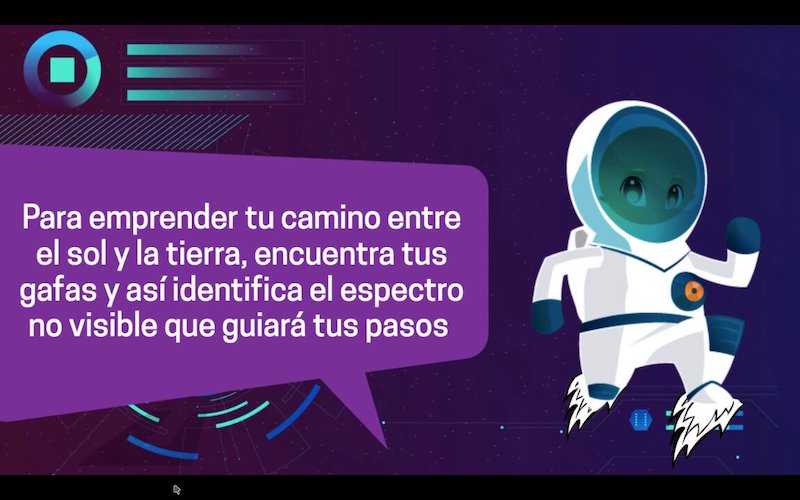 Para emprender tu camino entre
el sol y la tierra, encuentra tus
gafas y así identifica el espectro
no visible que guiará tus pasos